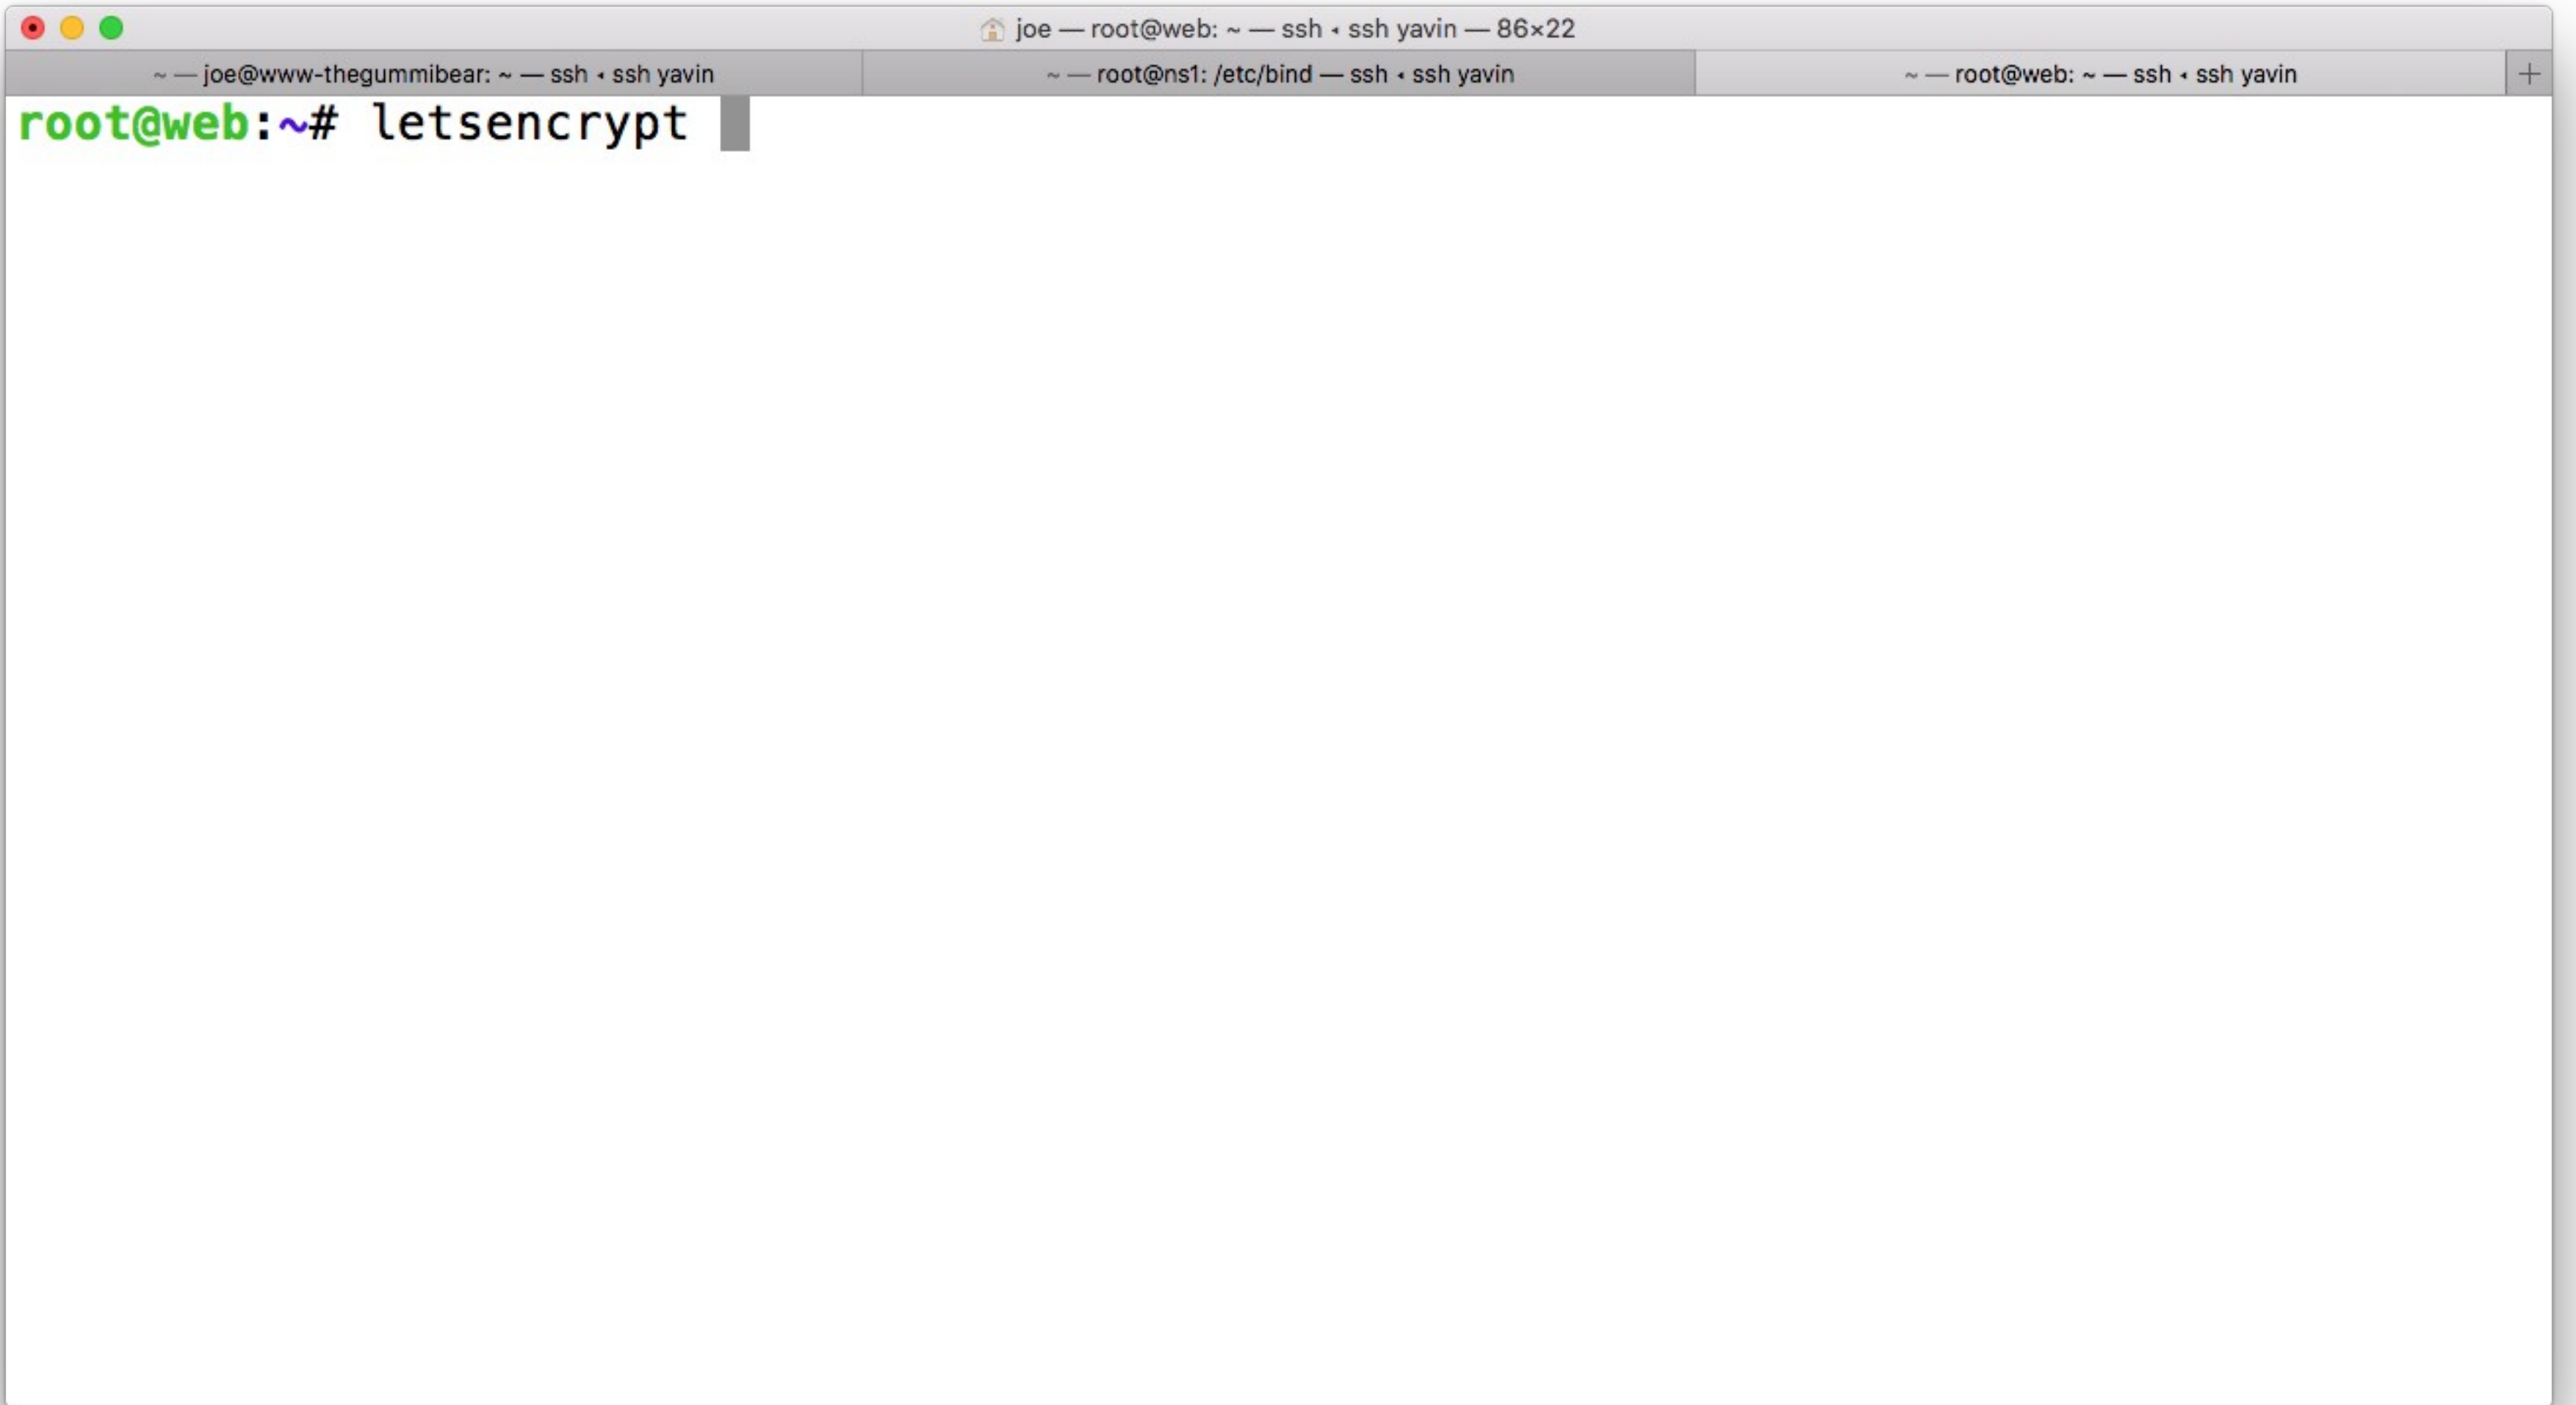 joe — root@web: ~ — ssh ◂ ssh yavin — 86×22
~ — joe@www-thegummibear: ~ — ssh ◂ ssh yavin
~ — root@ns1: /etc/bind — ssh ◂ ssh yavin
~ — root@web: ~ — ssh ◂ ssh yavin
root@web:~# letsencrypt